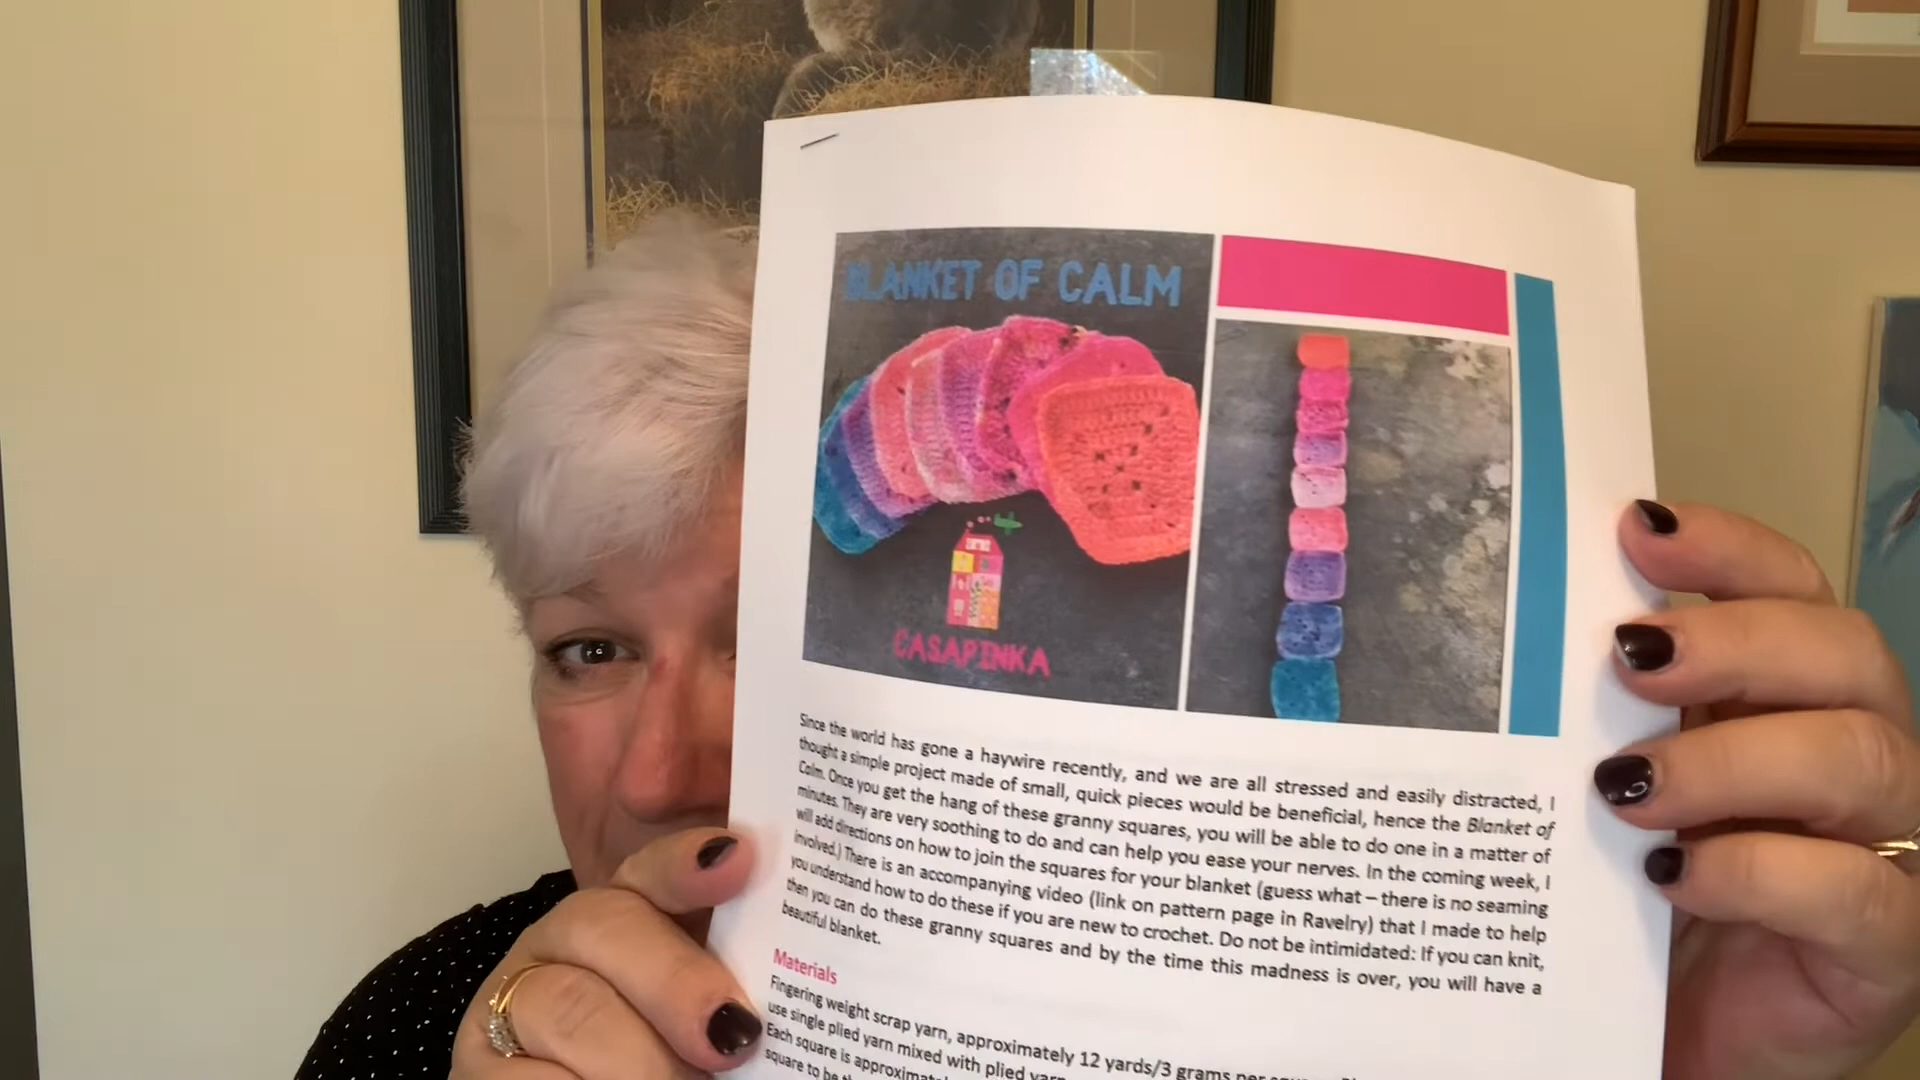 BLANKET OF CALM
CASAPINKA
Since the world has gone a haywire recently, and we are all stressed and easily distracted, I
thought a simple project made of small, quick pieces would be beneficial, hence the Blanket of
Calm. Once you get the hang of these granny squares, you will be able to do one in a matter of
minutes. They are very soothing to do and can help you ease your nerves. In the coming week, I
will add directions on how to join the squares for your blanket (guess what – there is no seaming
involved.) There is an accompanying video (link on pattern page in Ravelry) that I made to help
you understand how to do these if you are new to crochet. Do not be intimidated: If you can knit,
then you can do these granny squares and by the time this madness is over, you will have a
beautiful blanket.
Materials
Fingering weight scrap yarn, approximately 12 yards/3 grams per
use single plied yarn mixed with plied
Each square is
square to be